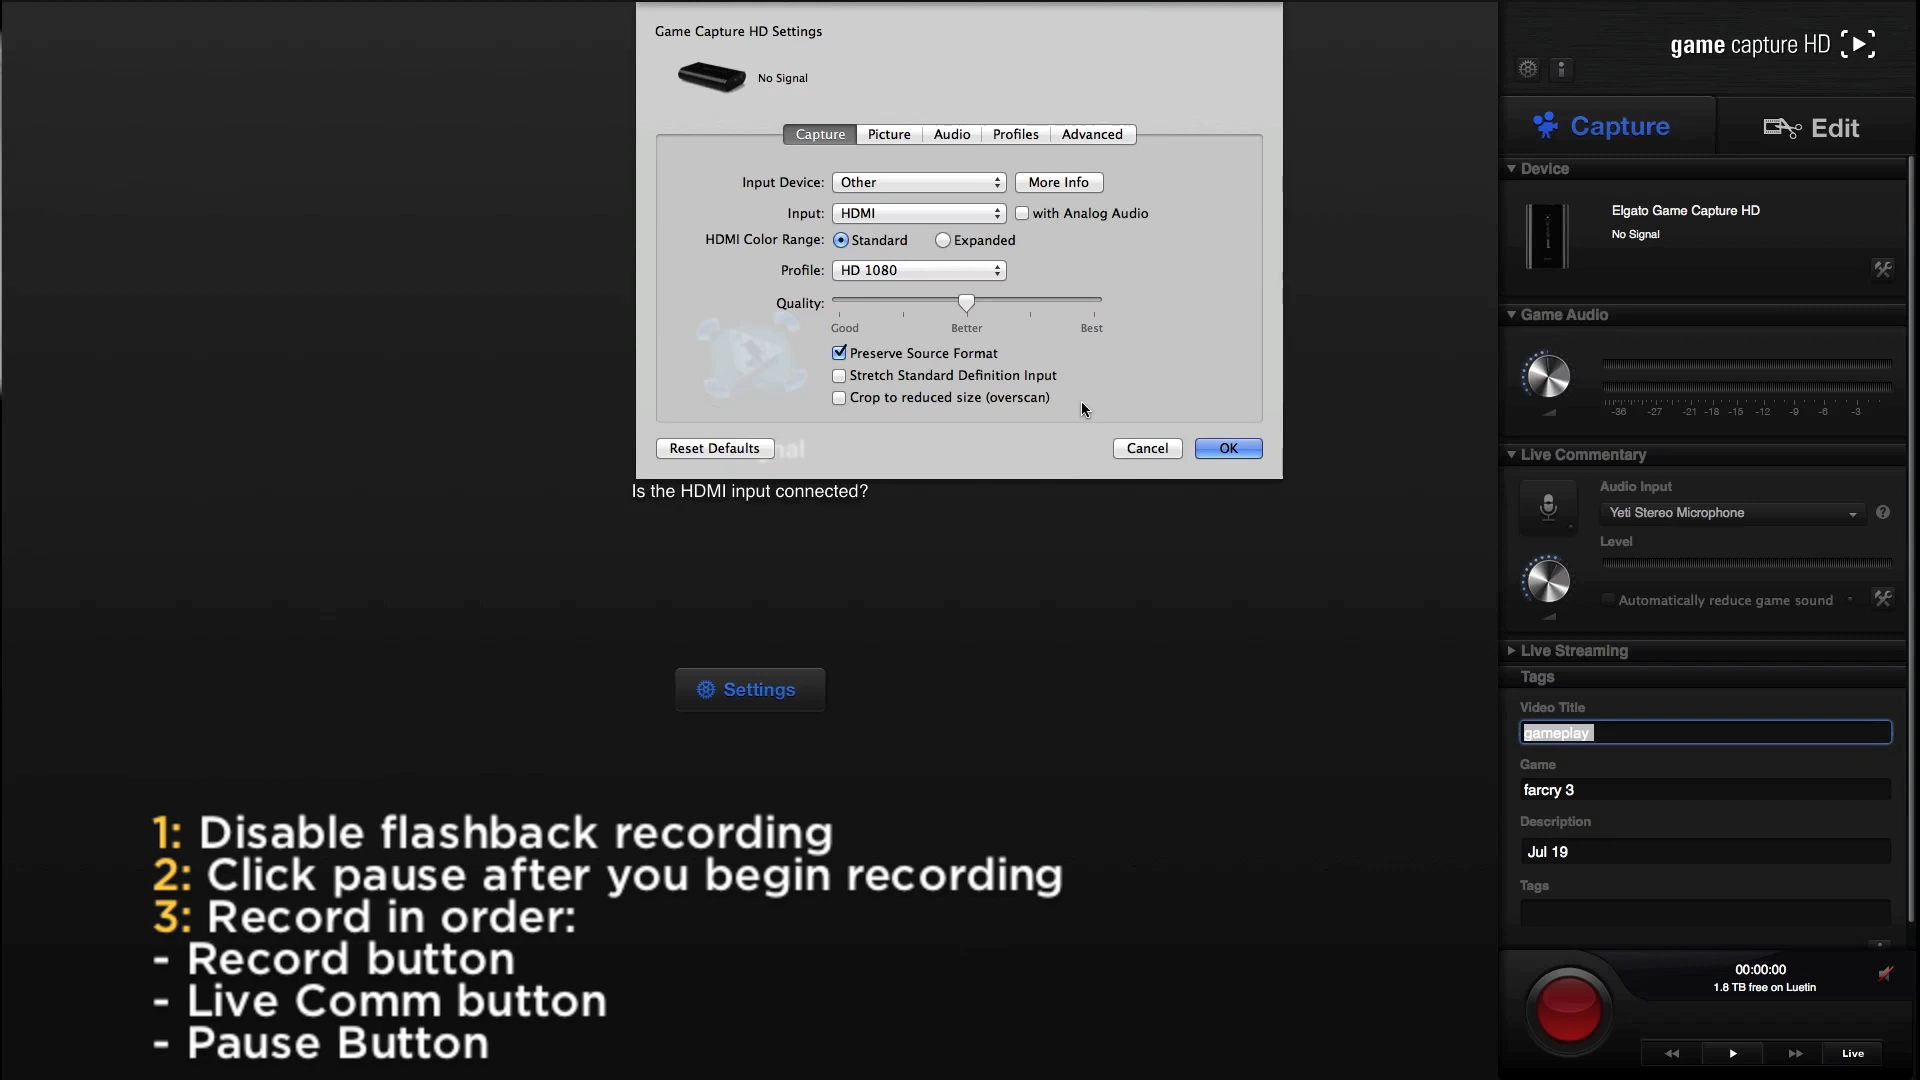 Game Capture HD Settings
No Signal
Capture Picture Audio Profiles Advanced
Input Device: Other More Info
Input: HDMI with Analog Audio
HDMI Color Range: Standard Expanded
Profile: HD 1080
Quality:
Good Better Best
Preserve Source Format
Stretch Standard Definition Input
Crop to reduced size (overscan)
Reset Defaults Cancel OK
Is the HDMI input connected?
Settings
1: Disable flashback recording
2: Click pause after you begin recording
3: Record in order:
- Record button
- Live Comm button
- Pause Button
game capture HD
Capture Edit
Device
Elgato Game Capture HD
No Signal
Game Audio
-36 -27 -21 -18 -15 -12 -9 -6 -3
Live Commentary
Audio Input
Yeti Stereo Microphone
Level
Automatically reduce game sound
Live Streaming
Tags
Video Title
gameplay
Game
farcry 3
Description
Jul 19
Tags
00:00:00
1.8 TB free on Luetin
Live